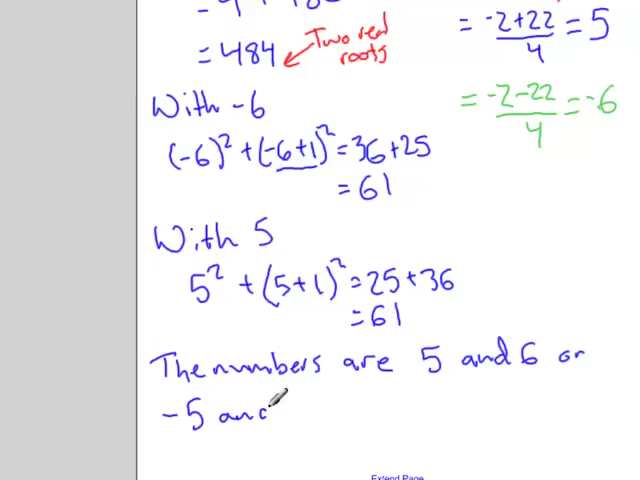 = 484
Two real
roots
= -2+22/4 = 5
= -2-22/4 = -6
With -6
(-6)² + (-6+1)² = 36+25
= 61
With 5
5² + (5+1)² = 25+36
= 61
The numbers are 5 and 6 or
-5 and
Extend Page